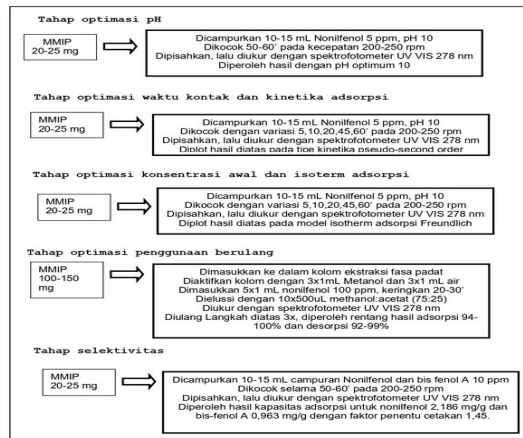 Tahap optimasi pH
MMIP
20-25 mg
Dicampurkan 10-15 mL Nonilfenol 5 ppm, pH 10
Dikocok 50-60' pada kecepatan 200-250 rpm
Dipisahkan, lalu diukur dengan spektrofotometer UV VIS 278 nm
Diperoleh hasil dengan pH optimum 10
Tahap optimasi waktu kontak dan kinetika adsorpsi
MMIP
20-25 mg
Dicampurkan 10-15 mL Nonilfenol 5 ppm, pH 10
Dikocok dengan variasi 5,10,20,45,60' pada 200-250 rpm
Dipisahkan, lalu diukur dengan spektrofotometer UV VIS 278 nm
Diplot hasil diatas pada tipe kinetika pseudo-second order
Tahap optimasi konsentrasi awal dan isoterm adsorpsi
MMIP
20-25 mg
Dicampurkan 10-15 mL Nonilfenol 5 ppm, pH 10
Dikocok dengan variasi 5,10,20,45,60' pada 200-250 rpm
Dipisahkan, lalu diukur dengan spektrofotometer UV VIS 278 nm
Diplot hasil diatas pada model isotherm adsorpsi Freundlich
Tahap optimasi penggunaan berulang
MMIP
100-150
mg
Dimasukkan ke dalam kolom ekstraksi fasa padat
Diaktifkan kolom dengan 3x1mL Metanol dan 3x1 mL air
Dimasukkan 5x1 mL nonilfenol 100 ppm, keringkan 20-30'
Dielussi dengan 10x500uL methanol:acetat (75:25)
Diukur dengan spektrofotometer UV VIS 278 nm
Diulang Langkah diatas 3x, diperoleh rentang hasil adsorpsi 94-
100% dan desorpsi 92-99%
Tahap selektivitas
MMIP
20-25 mg
Dicampurkan 10-15 mL campuran Nonilfenol dan bis fenol A 10 ppm
Dikocok selama 50-60' pada 200-250 rpm
Dipisahkan, lalu diukur dengan spektrofotometer UV VIS 278 nm
Diperoleh hasil kapasitas adsorpsi untuk nonilfenol 2,186 mg/g dan
bis-fenol A 0,963 mg/g dengan faktor penentu cetakan 1,45.